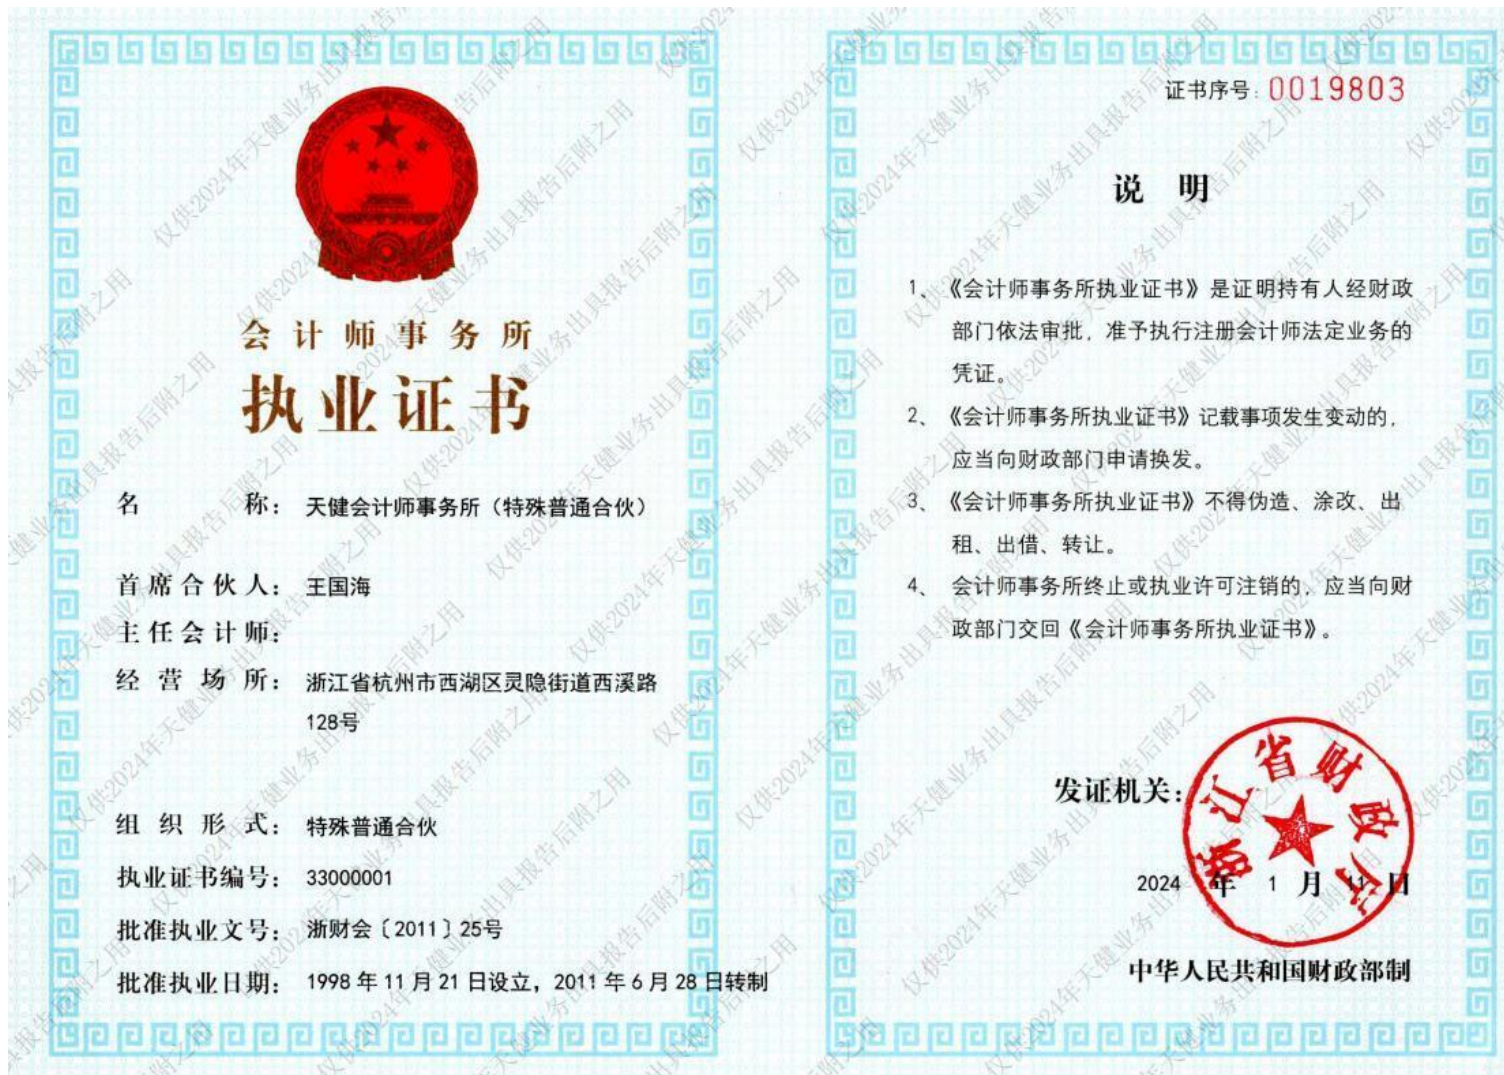 会计师事务所
执业证书
名 称： 天健会计师事务所（特殊普通合伙）
首席合伙人： 王国海
主任会计师：
经营场所： 浙江省杭州市西湖区灵隐街道西溪路
128号
组织形式： 特殊普通合伙
执业证书编号： 33000001
批准执业文号： 浙财会〔2011〕25号
批准执业日期： 1998年11月21日设立，2011年6月28日转制
证书序号：0019803
说 明
1、《会计师事务所执业证书》是证明持有人经财政
部门依法审批，准予执行注册会计师法定业务的
凭证。
2、《会计师事务所执业证书》记载事项发生变动的，
应当向财政部门申请换发。
3、《会计师事务所执业证书》不得伪造、涂改、出
租、出借、转让。
4、 会计师事务所终止或执业许可注销的，应当向财
政部门交回《会计师事务所执业证书》。
发证机关：
浙江省财政厅
2024年1月11日
中华人民共和国财政部制
仅供2024年天健业务出具报告后附之用